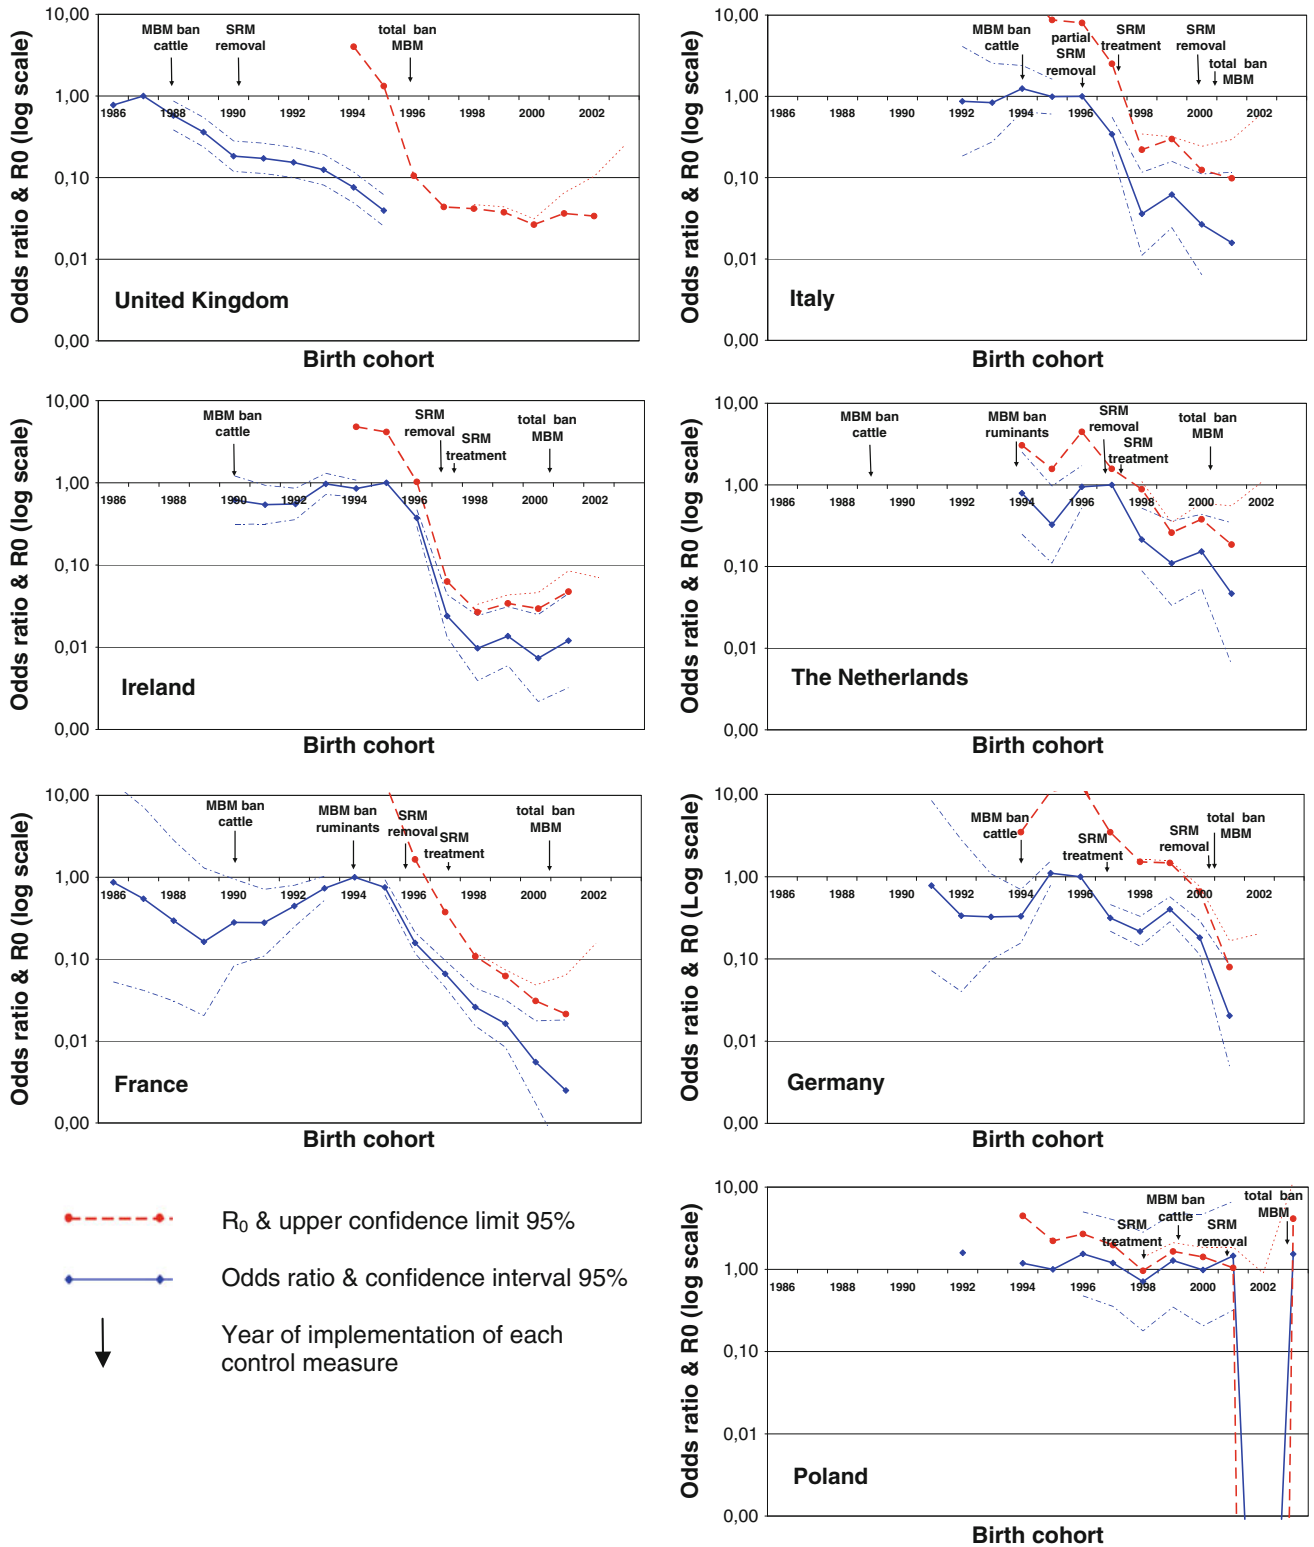 Odds ratio & R0 (log scale)
10,00
1,00
0,10
0,01
0,00
MBM ban
cattle
SRM
removal
total ban
MBM
1986 1988 1990 1992 1994 1996 1998 2000 2002
United Kingdom
Birth cohort
Odds ratio & R0 (log scale)
10,00
1,00
0,10
0,01
0,00
MBM ban
cattle
partial
SRM
removal
SRM
treatment
SRM
removal
total ban
MBM
1986 1988 1990 1992 1994 1996 1998 2000 2002
Italy
Birth cohort
Odds ratio & R0 (log scale)
10,00
1,00
0,10
0,01
0,00
MBM ban
cattle
SRM
removal
SRM
treatment
total ban
MBM
1986 1988 1990 1992 1994 1996 1998 2000 2002
Ireland
Birth cohort
Odds ratio & R0 (log scale)
10,00
1,00
0,10
0,01
0,00
MBM ban
cattle
MBM ban
ruminants
SRM
removal
SRM
treatment
total ban
MBM
1986 1988 1990 1992 1994 1996 1998 2000 2002
The Netherlands
Birth cohort
Odds ratio & R0 (log scale)
10,00
1,00
0,10
0,01
0,00
MBM ban
cattle
MBM ban
ruminants
SRM
removal
SRM
treatment
total ban
MBM
1986 1988 1990 1992 1994 1996 1998 2000 2002
France
Birth cohort
Odds ratio & R0 (Log scale)
10,00
1,00
0,10
0,01
0,00
MBM ban
cattle
SRM
treatment
SRM
removal
total ban
MBM
1986 1988 1990 1992 1994 1996 1998 2000 2002
Germany
Birth cohort
R0 & upper confidence limit 95%
Odds ratio & confidence interval 95%
Year of implementation of each
control measure
Odds ratio & R0 (log scale)
10,00
1,00
0,10
0,01
0,00
SRM
treatment
MBM ban
cattle
SRM
removal
total ban
MBM
1986 1988 1990 1992 1994 1996 1998 2000 2002
Poland
Birth cohort